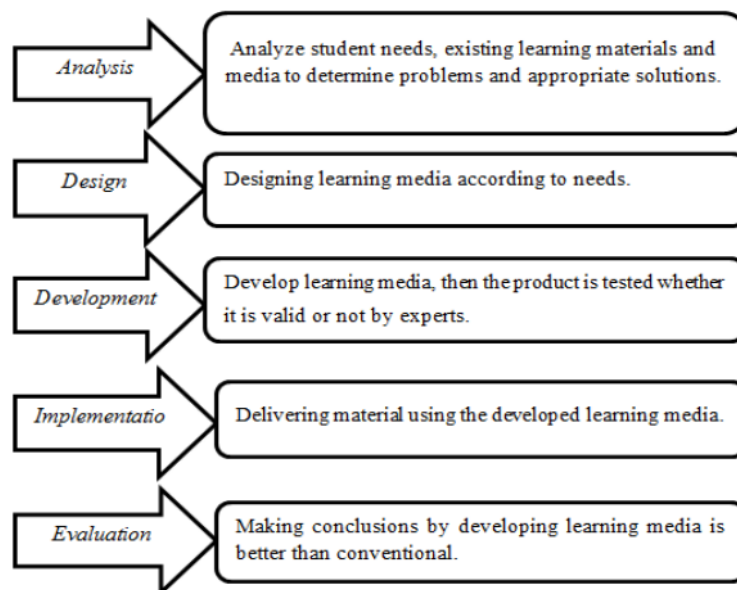 Analysis
Analyze student needs, existing learning materials and
media to determine problems and appropriate solutions.
Design
Designing learning media according to needs.
Development
Develop learning media, then the product is tested whether
it is valid or not by experts.
Implementatio
Delivering material using the developed learning media.
Evaluation
Making conclusions by developing learning media is
better than conventional.